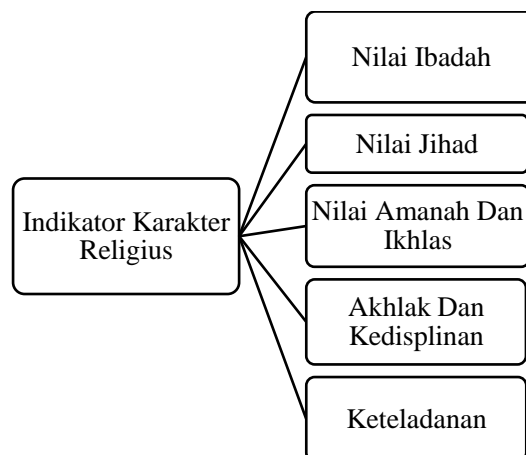 Indikator Karakter
Religius
Nilai Ibadah
Nilai Jihad
Nilai Amanah Dan
Ikhlas
Akhlak Dan
Kedisplinan
Keteladanan